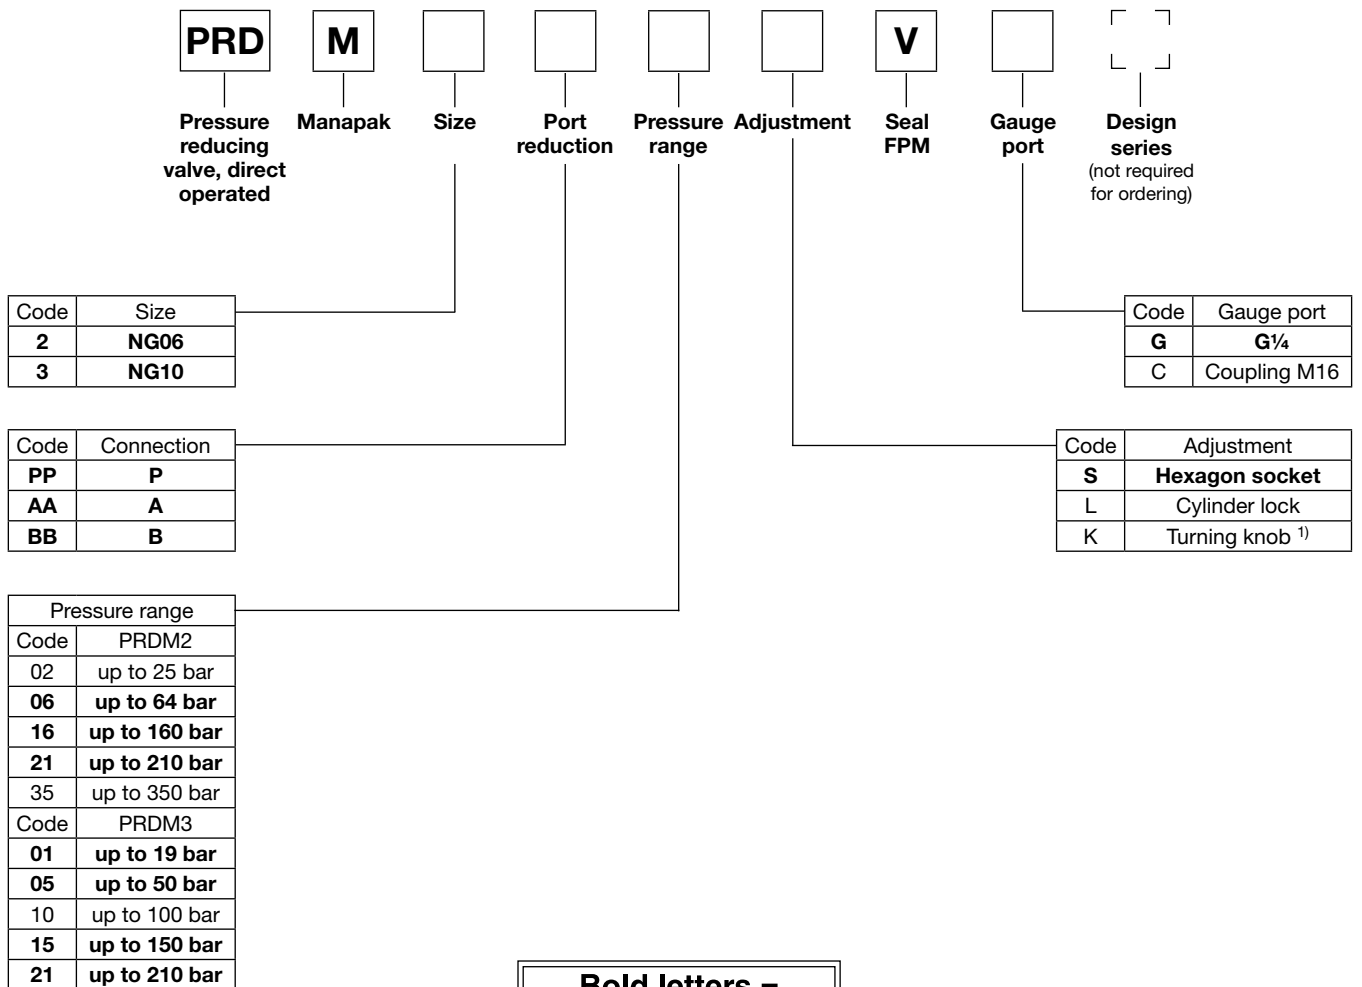 PRD M V
Pressure reducing valve, direct operated
Manapak
Size
Port reduction
Pressure range
Adjustment
Seal FPM
Gauge port
Design series (not required for ordering)
Code Size
2 NG06
3 NG10
Code Gauge port
G G¼
C Coupling M16
Code Connection
PP P
AA A
BB B
Code Adjustment
S Hexagon socket
L Cylinder lock
K Turning knob 1)
Pressure range
Code PRDM2
02 up to 25 bar
06 up to 64 bar
16 up to 160 bar
21 up to 210 bar
35 up to 350 bar
Code PRDM3
01 up to 19 bar
05 up to 50 bar
10 up to 100 bar
15 up to 150 bar
21 up to 210 bar
Bold letters =